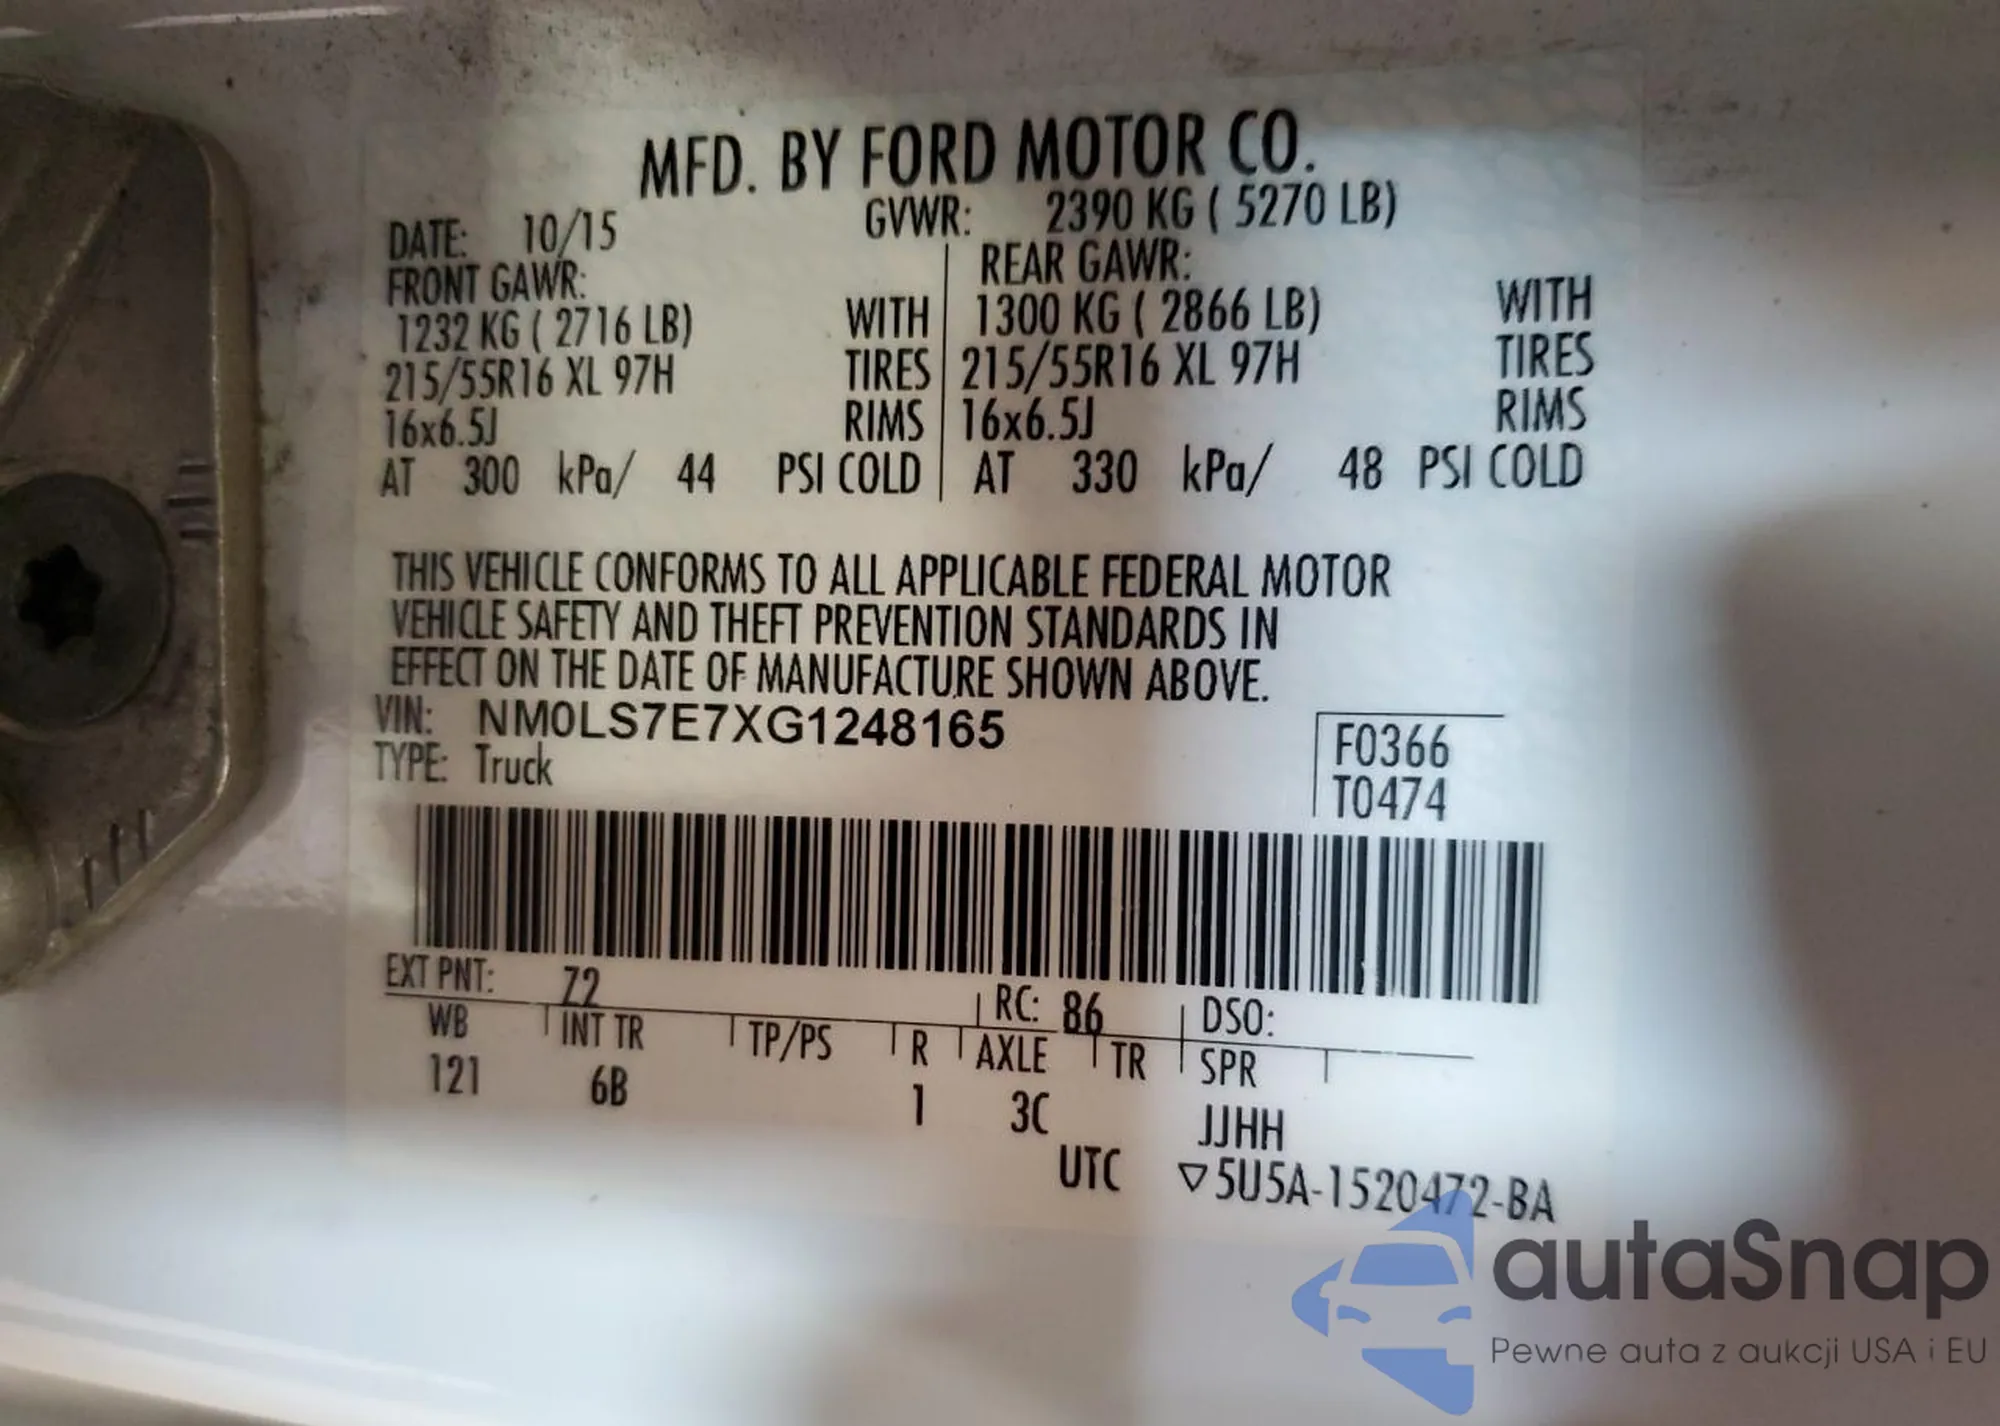 MFD. BY FORD MOTOR CO.
DATE: 10/15 GVWR: 2390 KG ( 5270 LB)
FRONT GAWR: REAR GAWR:
1232 KG ( 2716 LB) WITH 1300 KG ( 2866 LB) WITH
215/55R16 XL 97H TIRES 215/55R16 XL 97H TIRES
16x6.5J RIMS 16x6.5J RIMS
AT 300 kPa/ 44 PSI COLD AT 330 kPa/ 48 PSI COLD
THIS VEHICLE CONFORMS TO ALL APPLICABLE FEDERAL MOTOR
VEHICLE SAFETY AND THEFT PREVENTION STANDARDS IN
EFFECT ON THE DATE OF MANUFACTURE SHOWN ABOVE.
VIN: NM0LS7E7XG1248165
F0366
TYPE: Truck
T0474
EXT PNT: Z2 RC: 86 DSO:
WB INT TR TP/PS R AXLE TR SPR
121 6B 1 3C JJHH
UTC ▽5U5A-1520472-BA
autaSnap
Pewne auta z aukcji USA i EU